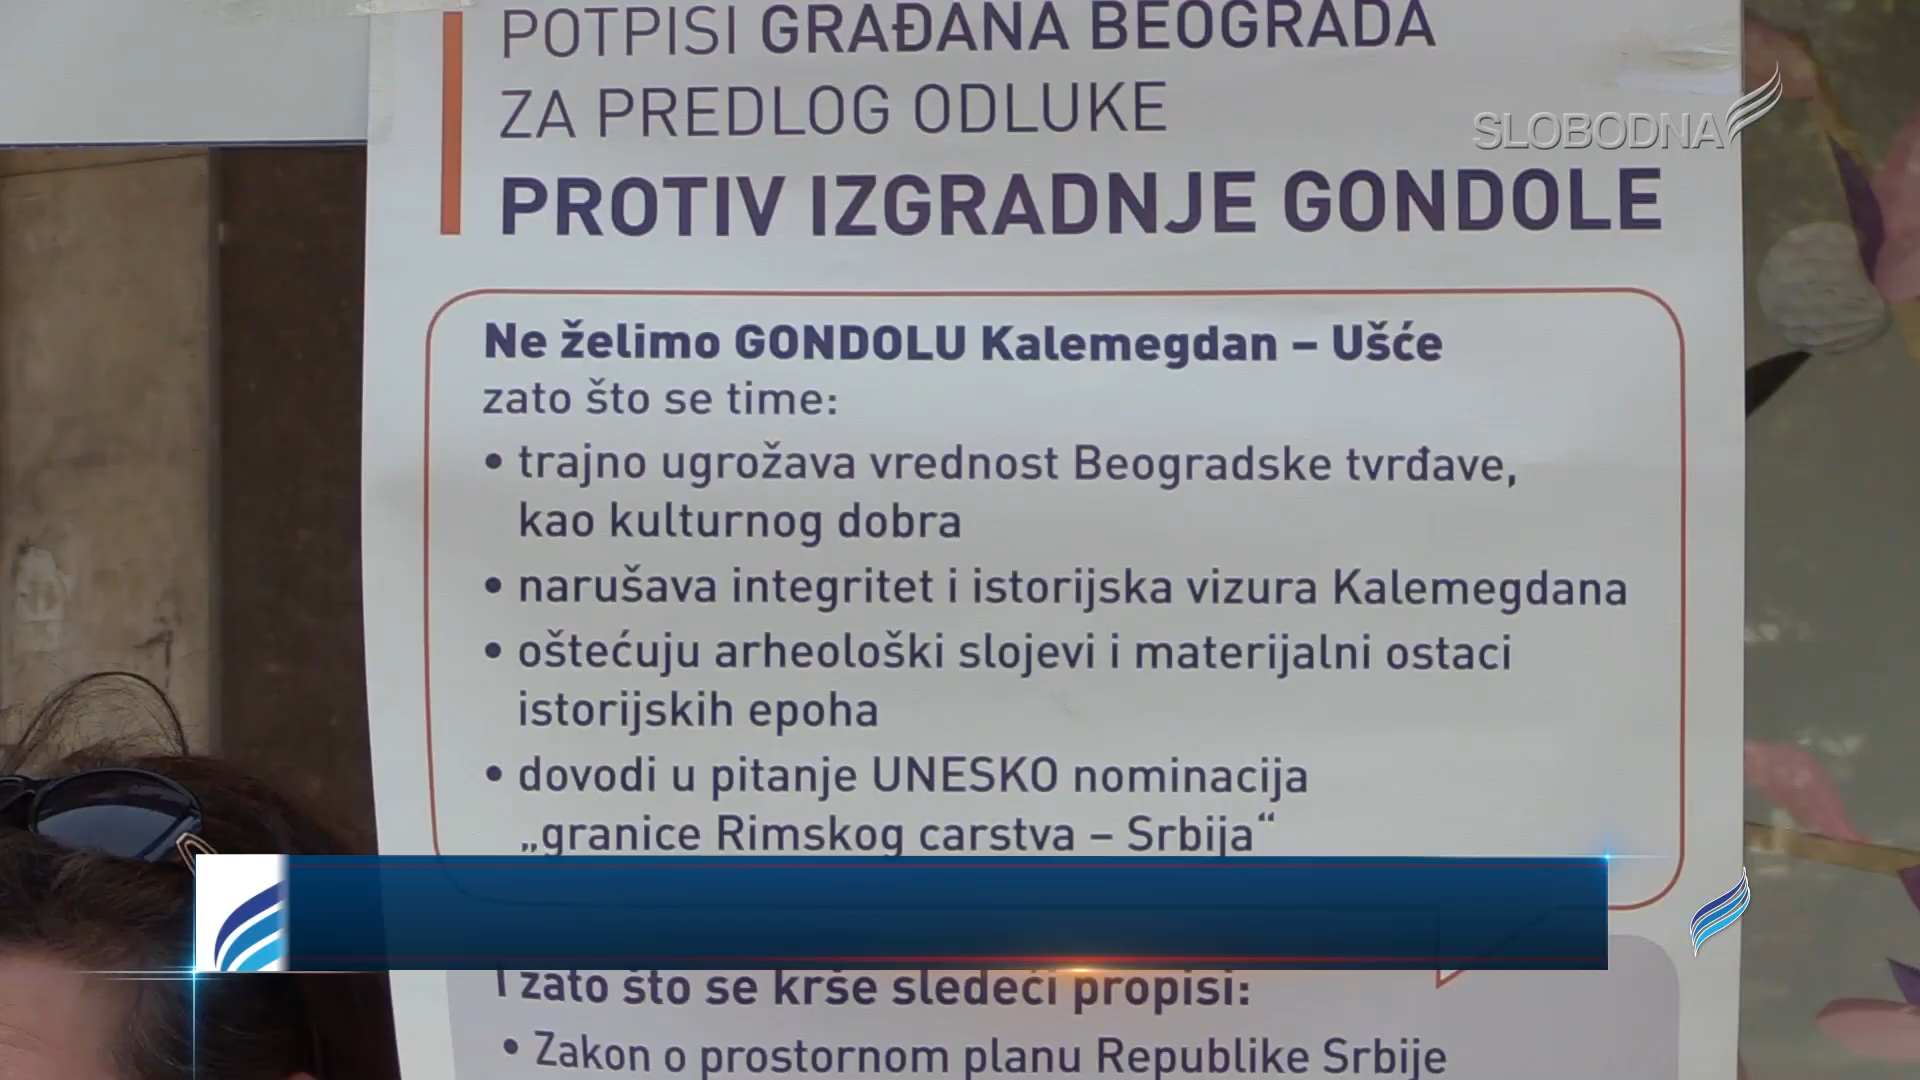 POTPISI GRAĐANA BEOGRADA
ZA PREDLOG ODLUKE
PROTIV IZGRADNJE GONDOLE
SLOBODNA
Ne želimo GONDOLU Kalemegdan – Ušće
zato što se time:
• trajno ugrožava vrednost Beogradske tvrđave,
kao kulturnog dobra
• narušava integritet i istorijska vizura Kalemegdana
• oštećuju arheološki slojevi i materijalni ostaci
istorijskih epoha
• dovodi u pitanje UNESKO nominacija
„granice Rimskog carstva – Srbija“
I zato što se krše sledeći propisi:
• Zakon o prostornom planu Republike Srbije